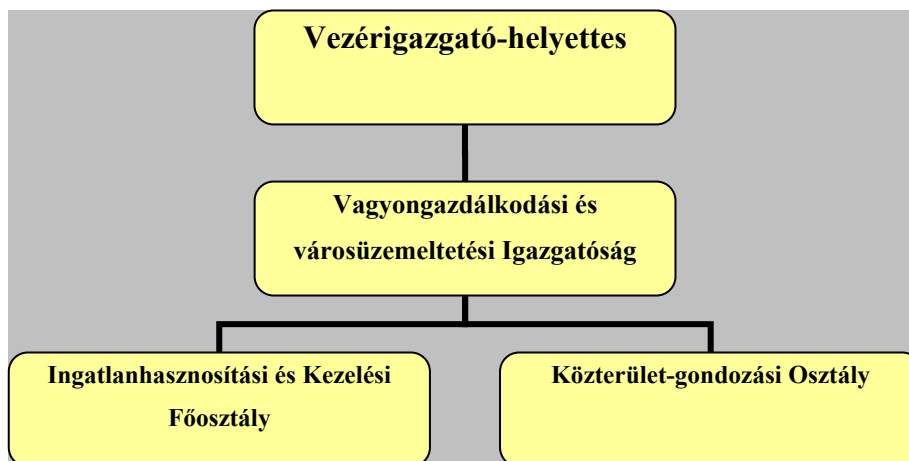 Vezérigazgató-helyettes
Vagyongazdálkodási és
városüzemeltetési Igazgatóság
Ingatlanhasznosítási és Kezelési
Főosztály
Közterület-gondozási Osztály